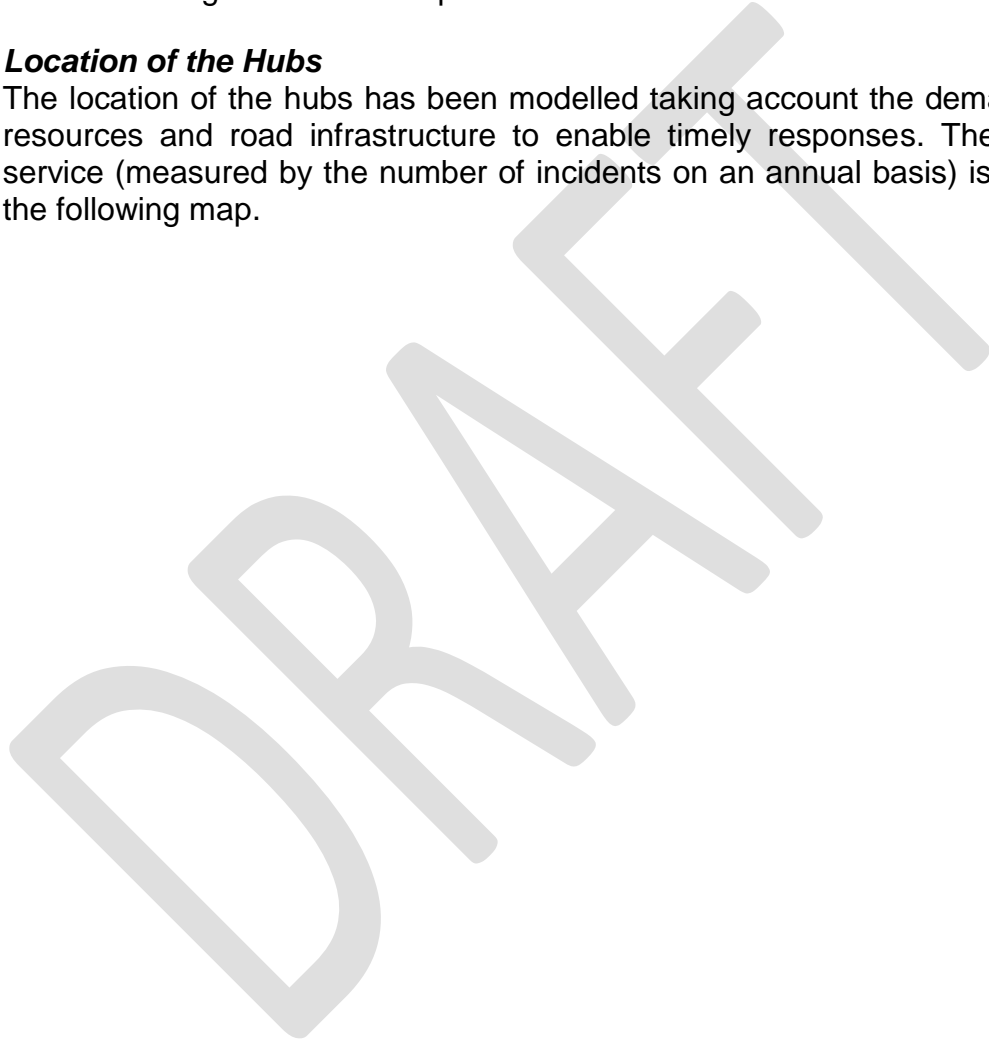 Location of the Hubs
The location of the hubs has been modelled taking account the
resources and road infrastructure to enable timely responses. The
service (measured by the number of incidents on an annual basis) is
the following map.
DRAFT